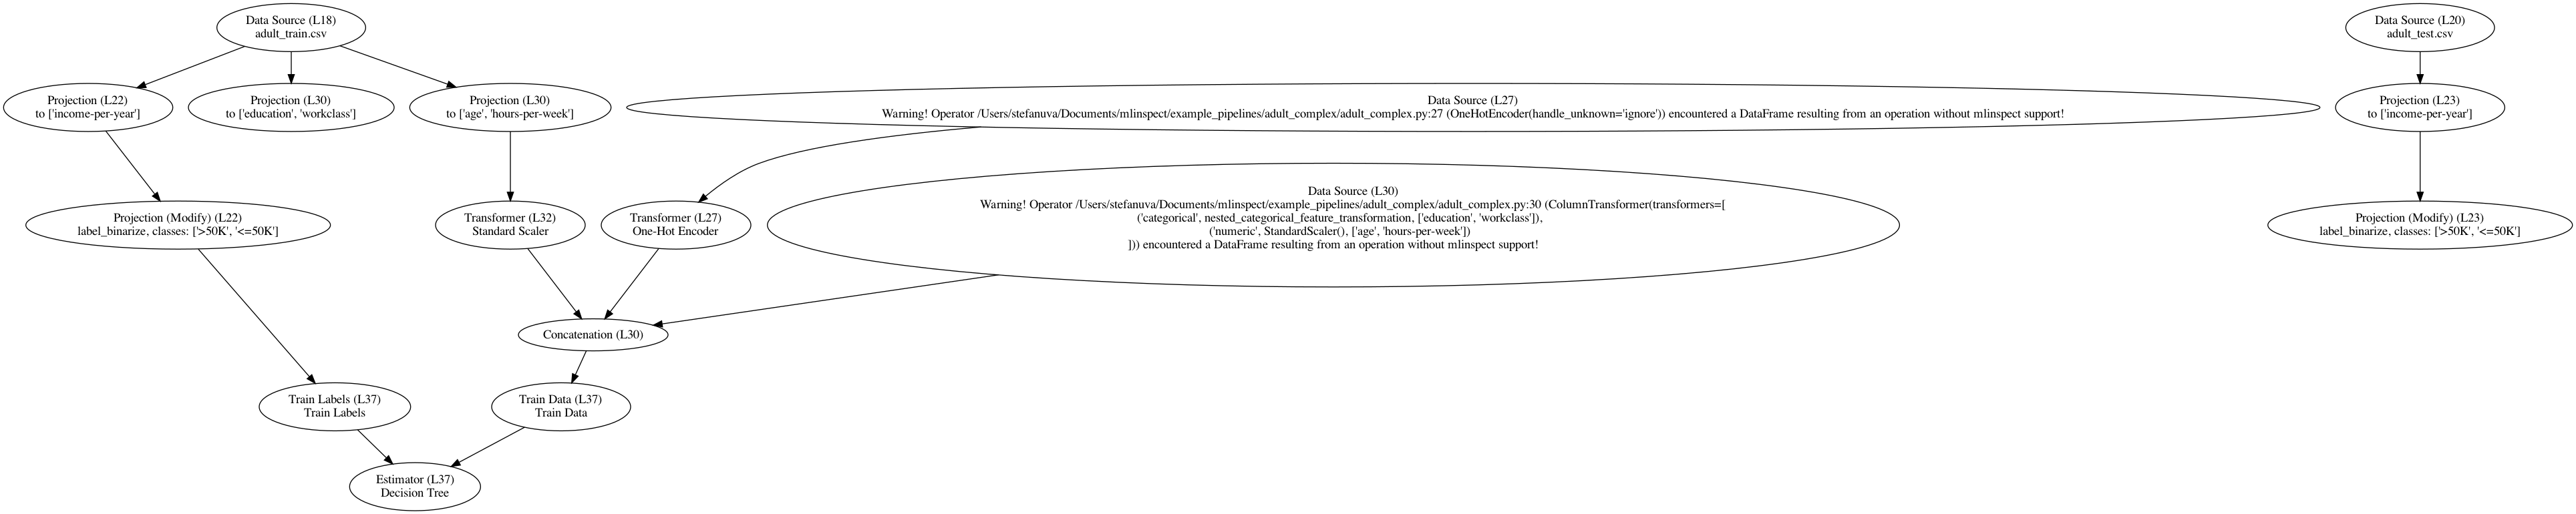 Data Source (L18)
adult_train.csv
Data Source (L20)
adult_test.csv
Projection (L22)
to ['income-per-year']
Projection (L30)
to ['education', 'workclass']
Projection (L30)
to ['age', 'hours-per-week']
Data Source (L27)
Warning! Operator /Users/stefanuva/Documents/mlinspect/example_pipelines/adult_complex/adult_complex.py:27 (OneHotEncoder(handle_unknown='ignore')) encountered a DataFrame resulting from an operation without mlinspect support!
Projection (L23)
to ['income-per-year']
Projection (Modify) (L22)
label_binarize, classes: ['>50K', '<=50K']
Transformer (L32)
Standard Scaler
Transformer (L27)
One-Hot Encoder
Data Source (L30)
Warning! Operator /Users/stefanuva/Documents/mlinspect/example_pipelines/adult_complex/adult_complex.py:30 (ColumnTransformer(transformers=[
('categorical', nested_categorical_feature_transformation, ['education', 'workclass']),
('numeric', StandardScaler(), ['age', 'hours-per-week'])
])) encountered a DataFrame resulting from an operation without mlinspect support!
Projection (Modify) (L23)
label_binarize, classes: ['>50K', '<=50K']
Concatenation (L30)
Train Labels (L37)
Train Labels
Train Data (L37)
Train Data
Estimator (L37)
Decision Tree